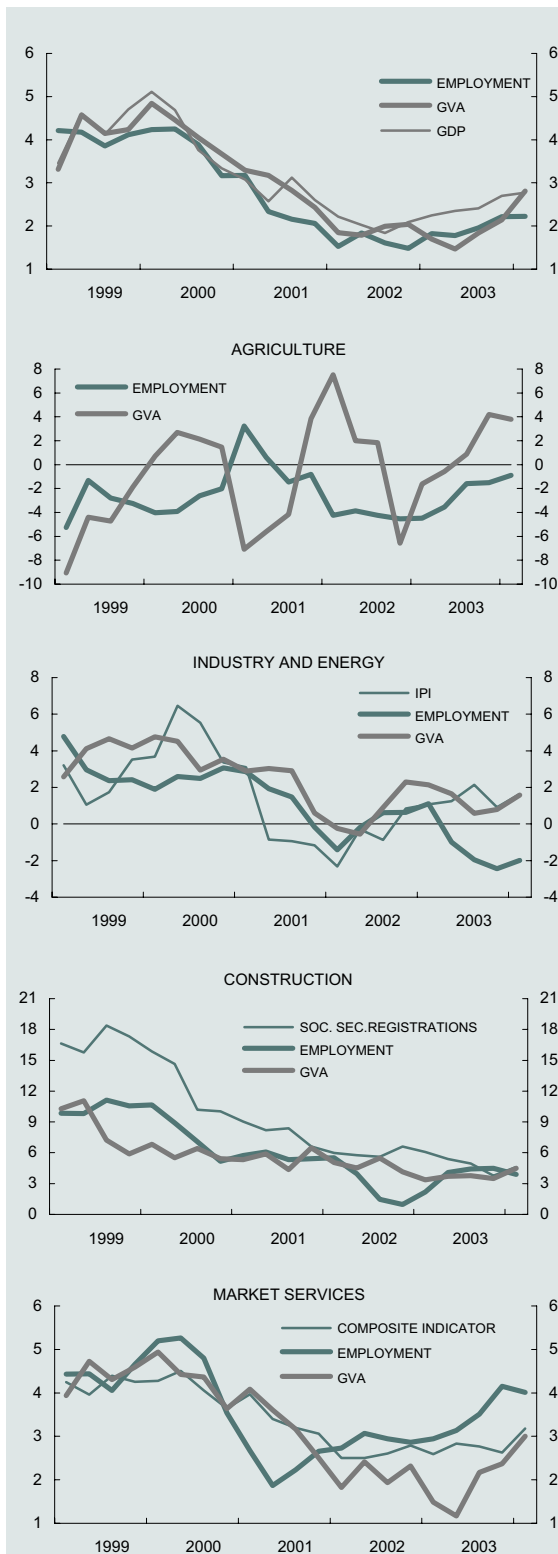 6 6
EMPLOYMENT
5 5
GVA
GDP
4 4
3 3
2 2
1 1
1999 2000 2001 2002 2003
AGRICULTURE
8 8
EMPLOYMENT
6 6
GVA
4 4
2 2
0 0
-2 -2
-4 -4
-6 -6
-8 -8
-10 -10
1999 2000 2001 2002 2003
INDUSTRY AND ENERGY
8 8
IPI
6 6
EMPLOYMENT
GVA
4 4
2 2
0 0
-2 -2
-4 -4
1999 2000 2001 2002 2003
CONSTRUCTION
21 21
SOC. SEC.REGISTRATIONS
18 18
EMPLOYMENT
15 15
GVA
12 12
9 9
6 6
3 3
0 0
1999 2000 2001 2002 2003
MARKET SERVICES
6 6
COMPOSITE INDICATOR
EMPLOYMENT
5 5
GVA
4 4
3 3
2 2
1 1
1999 2000 2001 2002 2003